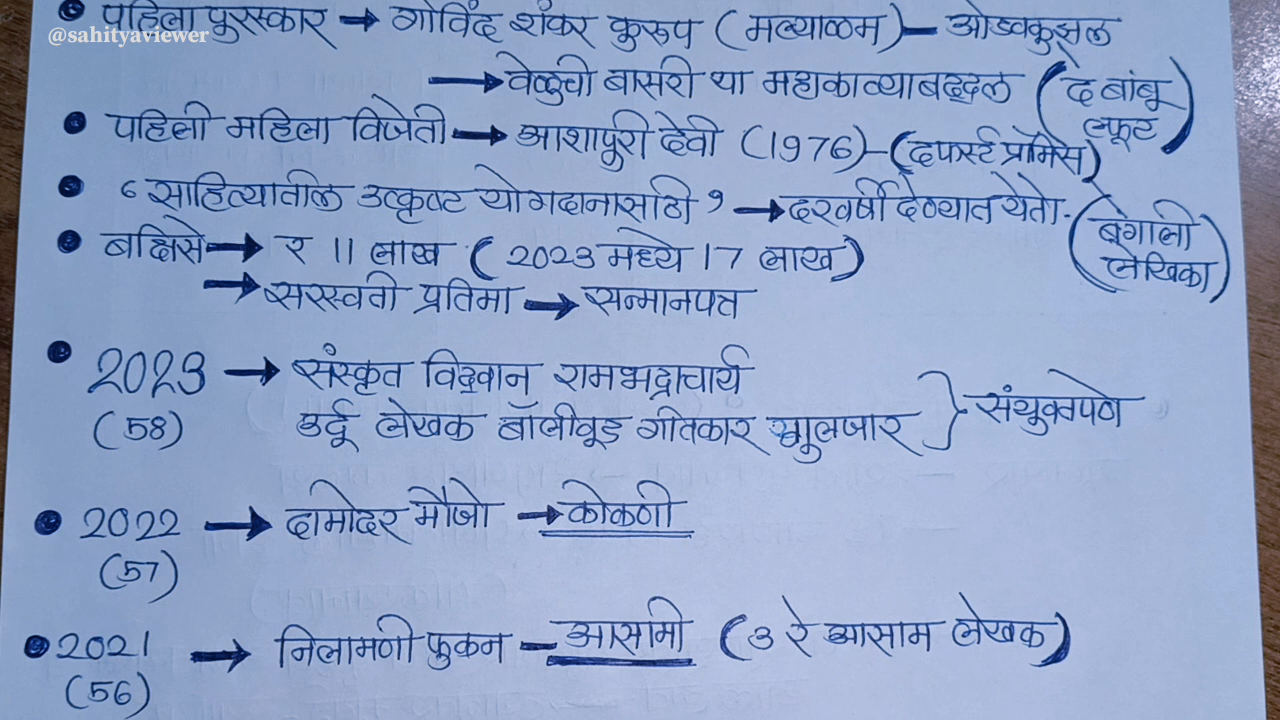 पहिला पुरस्कार → गोविंद शंकर कुरूप (मल्याळम) – ओडक्कुझल
@sahityaviewer
→ वेळुची बासरी या महाकाव्याबद्दल (दे बांबू फ्लूट)
पहिली महिला विजेती → आशापुर्णा देवी (1976) – (द फर्स्ट प्रॉमिस)
‘साहित्यातील उत्कृष्ट योगदानासाठी’ → दरवर्षी देण्यात येतो.
(बंगाली लेखिका)
बक्षिसे → र 11 लाख (2023 मध्ये 17 लाख)
→ सरस्वती प्रतिमा → सन्मानपत्र
2023 → संस्कृत विद्वान रामभद्राचार्य
(58) उर्दू लेखक बॉलीवूड गीतकार गुलजार } संयुक्तपणे
2022 → दामोदर मौजो → कोकणी
(57)
2021 → निलामणी फुकन – आसामी (3 रे आसाम लेखक)
(56)